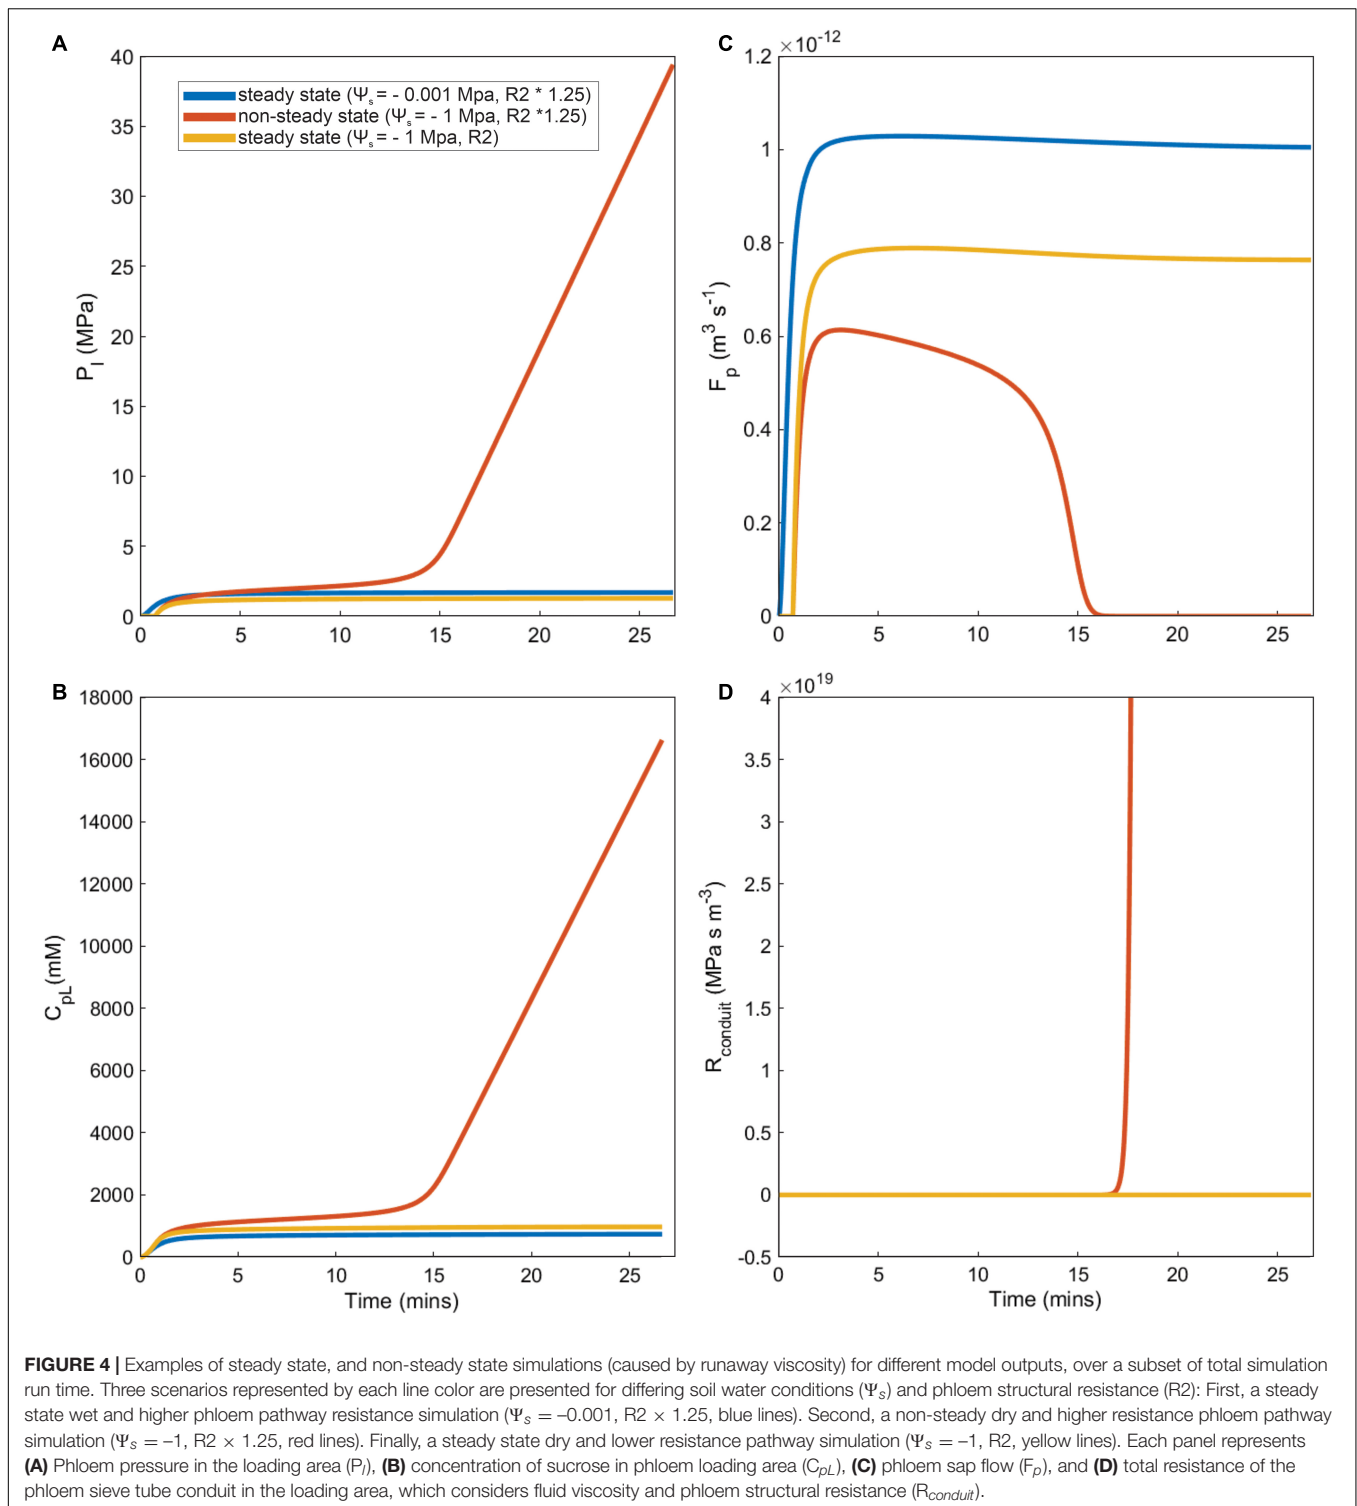 A
40
35
30
25
20
15
10
5
0
P_l (MPa)
0 5 10 15 20 25
steady state (Ψ_s = - 0.001 Mpa, R2 * 1.25)
non-steady state (Ψ_s = - 1 Mpa, R2 *1.25)
steady state (Ψ_s = - 1 Mpa, R2)
C
×10^-12
1.2
1
0.8
0.6
0.4
0.2
0
F_p (m^3 s^-1)
0 5 10 15 20 25
B
18000
16000
14000
12000
10000
8000
6000
4000
2000
0
C_pL(mM)
0 5 10 15 20 25
Time (mins)
D
×10^19
4
3.5
3
2.5
2
1.5
1
0.5
0
-0.5
R_conduit (MPa s m^-3)
0 5 10 15 20 25
Time (mins)
FIGURE 4 | Examples of steady state, and non-steady state simulations (caused by runaway viscosity) for different model outputs, over a subset of total simulation
run time. Three scenarios represented by each line color are presented for differing soil water conditions (Ψ_s) and phloem structural resistance (R2): First, a steady
state wet and higher phloem pathway resistance simulation (Ψ_s = –0.001, R2 × 1.25, blue lines). Second, a non-steady dry and higher resistance phloem pathway
simulation (Ψ_s = –1, R2 × 1.25, red lines). Finally, a steady state dry and lower resistance pathway simulation (Ψ_s = –1, R2, yellow lines). Each panel represents
(A) Phloem pressure in the loading area (P_l), (B) concentration of sucrose in phloem loading area (C_pL), (C) phloem sap flow (F_p), and (D) total resistance of the
phloem sieve tube conduit in the loading area, which considers fluid viscosity and phloem structural resistance (R_conduit).